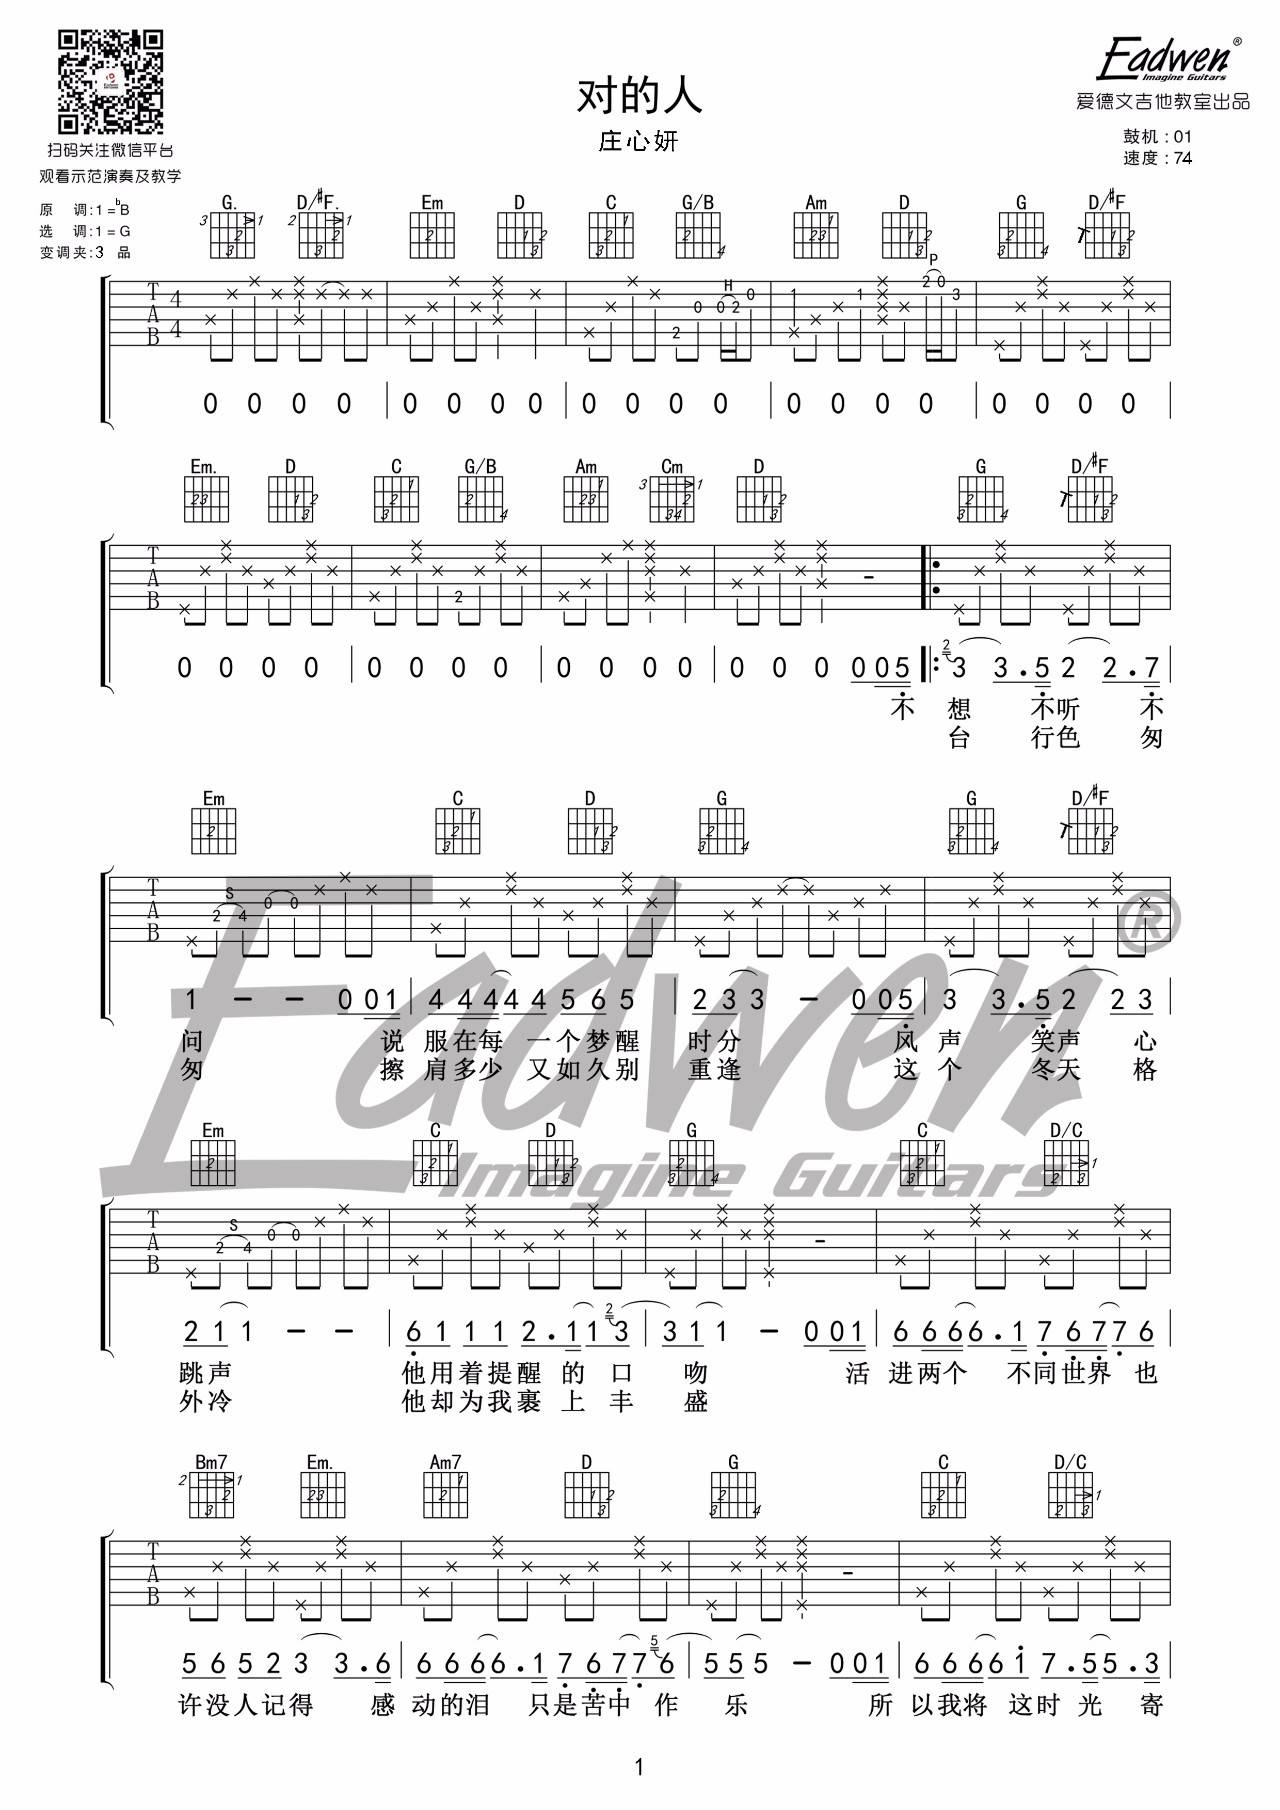 Eadwen®
Imagine Guitars
爱德文吉他教室出品
对的人
庄心妍
鼓机 : 01
速度 : 74
扫码关注微信平台
观看示范演奏及教学
原 调:1=ᵇB
选 调:1=G
变调夹:3 品
G. D/#F. Em D C G/B Am D G D/#F
H P
T A B 4 4
0 0 0 0 0 0 0 0 0 0 0 0 0 0 0 0 0 0 0 0
Em. D C G/B Am Cm D G D/#F
T A B
0 0 0 0 0 0 0 0 0 0 0 0 0 0 0 0 0 5 2 3 3.5 2 2.7
不 想 不听 不
台 行色 匆
Em C D G G D/#F
S
T A B
1 - - 0 0 1 4 4 4 4 4 5 6 5 2 3 3 - 0 0 5 3 3.5 2 2 3
问 说 服在每 一个梦醒 时分 风 声 笑声 心
匆 擦 肩多少 又如久别 重逢 这 个 冬天 格
Eadwen®
Imagine Guitars
Em C D G C D/C
S
T A B
2 1 1 - - 6 1 1 1 2.1 1 2 3 3 1 1 - 0 0 1 6 6 6 6.1 7 6 7 7 6
跳声 他用着提醒 的 口 吻 活 进两个 不同世界 也
外冷 他却为我裹 上 丰 盛
Bm7 Em. Am7 D G C D/C
T A B
5 6 5 2 3 3.6 6 6 6 6.1 7 6 7 7 5 6 5 5 5 - 0 0 1 6 6 6 6 1 7.5 5.3
许没人记得 感 动的泪 只是苦中 作 乐 所 以我将 这时 光 寄
1